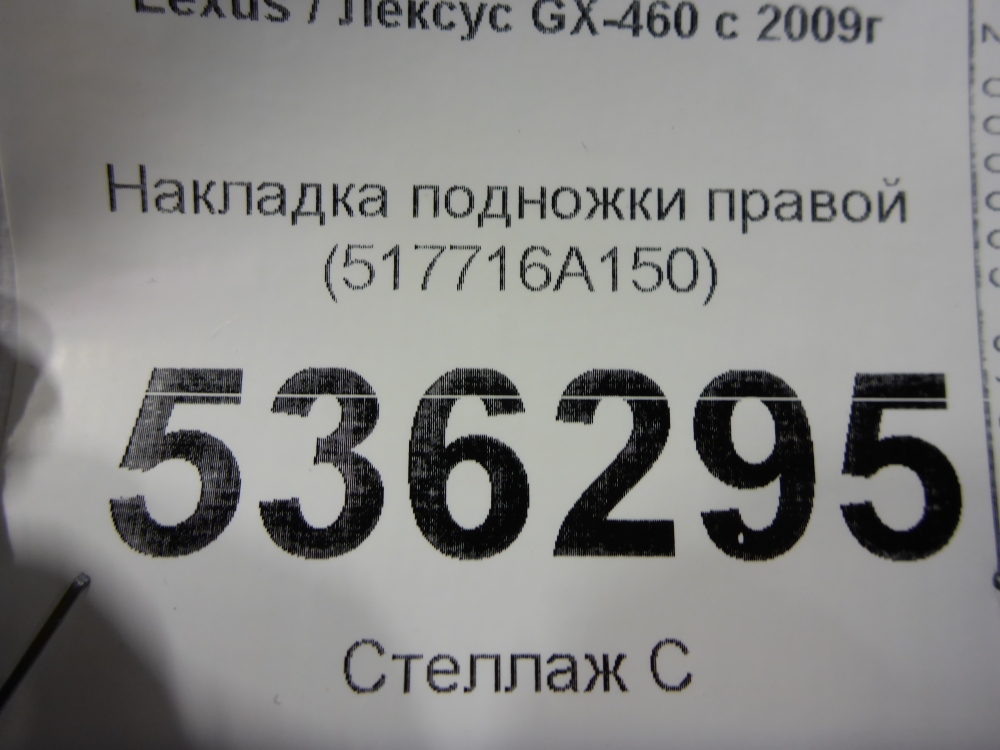 Lexus / Лексус GX-460 с 2009г
Накладка подножки правой
(517716A150)
536295
Стеллаж С